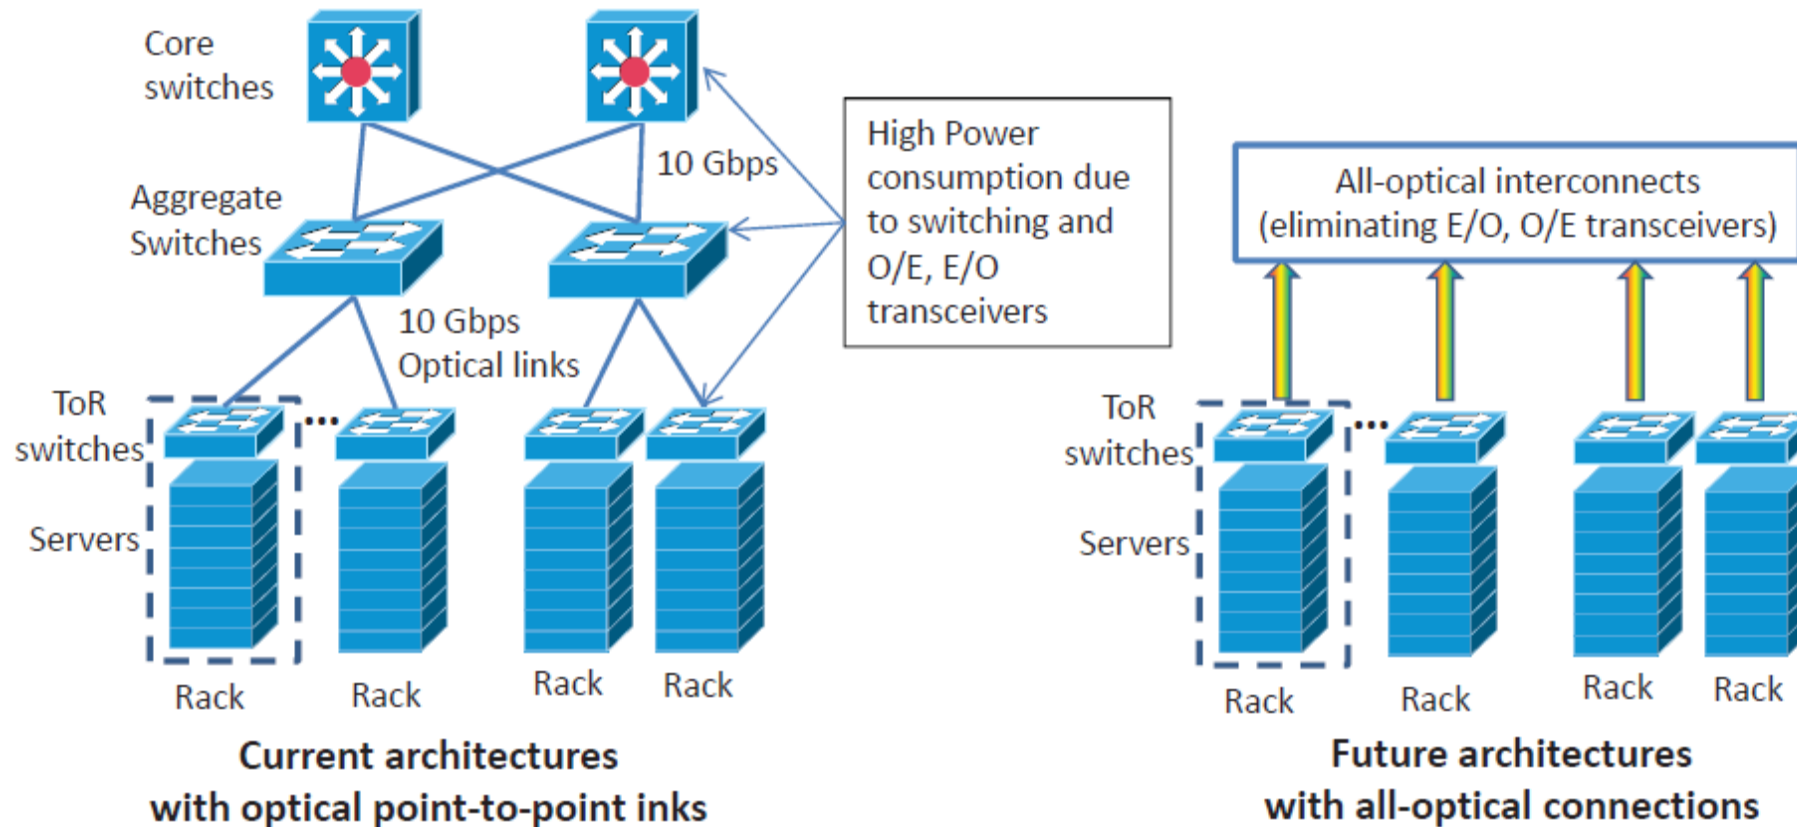 Core
switches
10 Gbps
Aggregate
Switches
10 Gbps
Optical links
ToR
switches
Servers
Rack
Rack
Rack
Rack
Current architectures
with optical point-to-point inks
High Power
consumption due
to switching and
O/E, E/O
transceivers
All-optical interconnects
(eliminating E/O, O/E transceivers)
ToR
switches
Servers
Rack
Rack
Rack
Rack
Future architectures
with all-optical connections